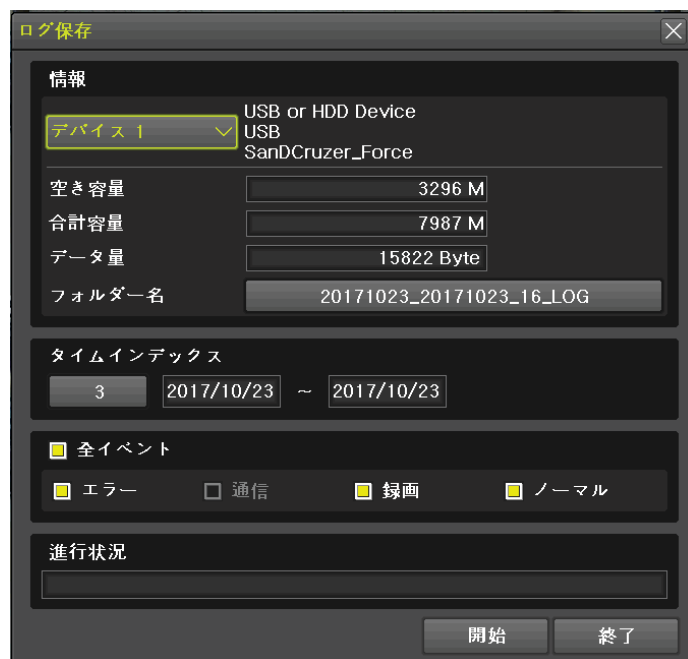 ログ保存
情報
デバイス 1
USB or HDD Device
USB
SanDCruzer_Force
空き容量 3296 M
合計容量 7987 M
データ量 15822 Byte
フォルダー名 20171023_20171023_16_LOG
タイムインデックス
3 2017/10/23 ~ 2017/10/23
全イベント
エラー 通信 録画 ノーマル
進行状況
開始 終了